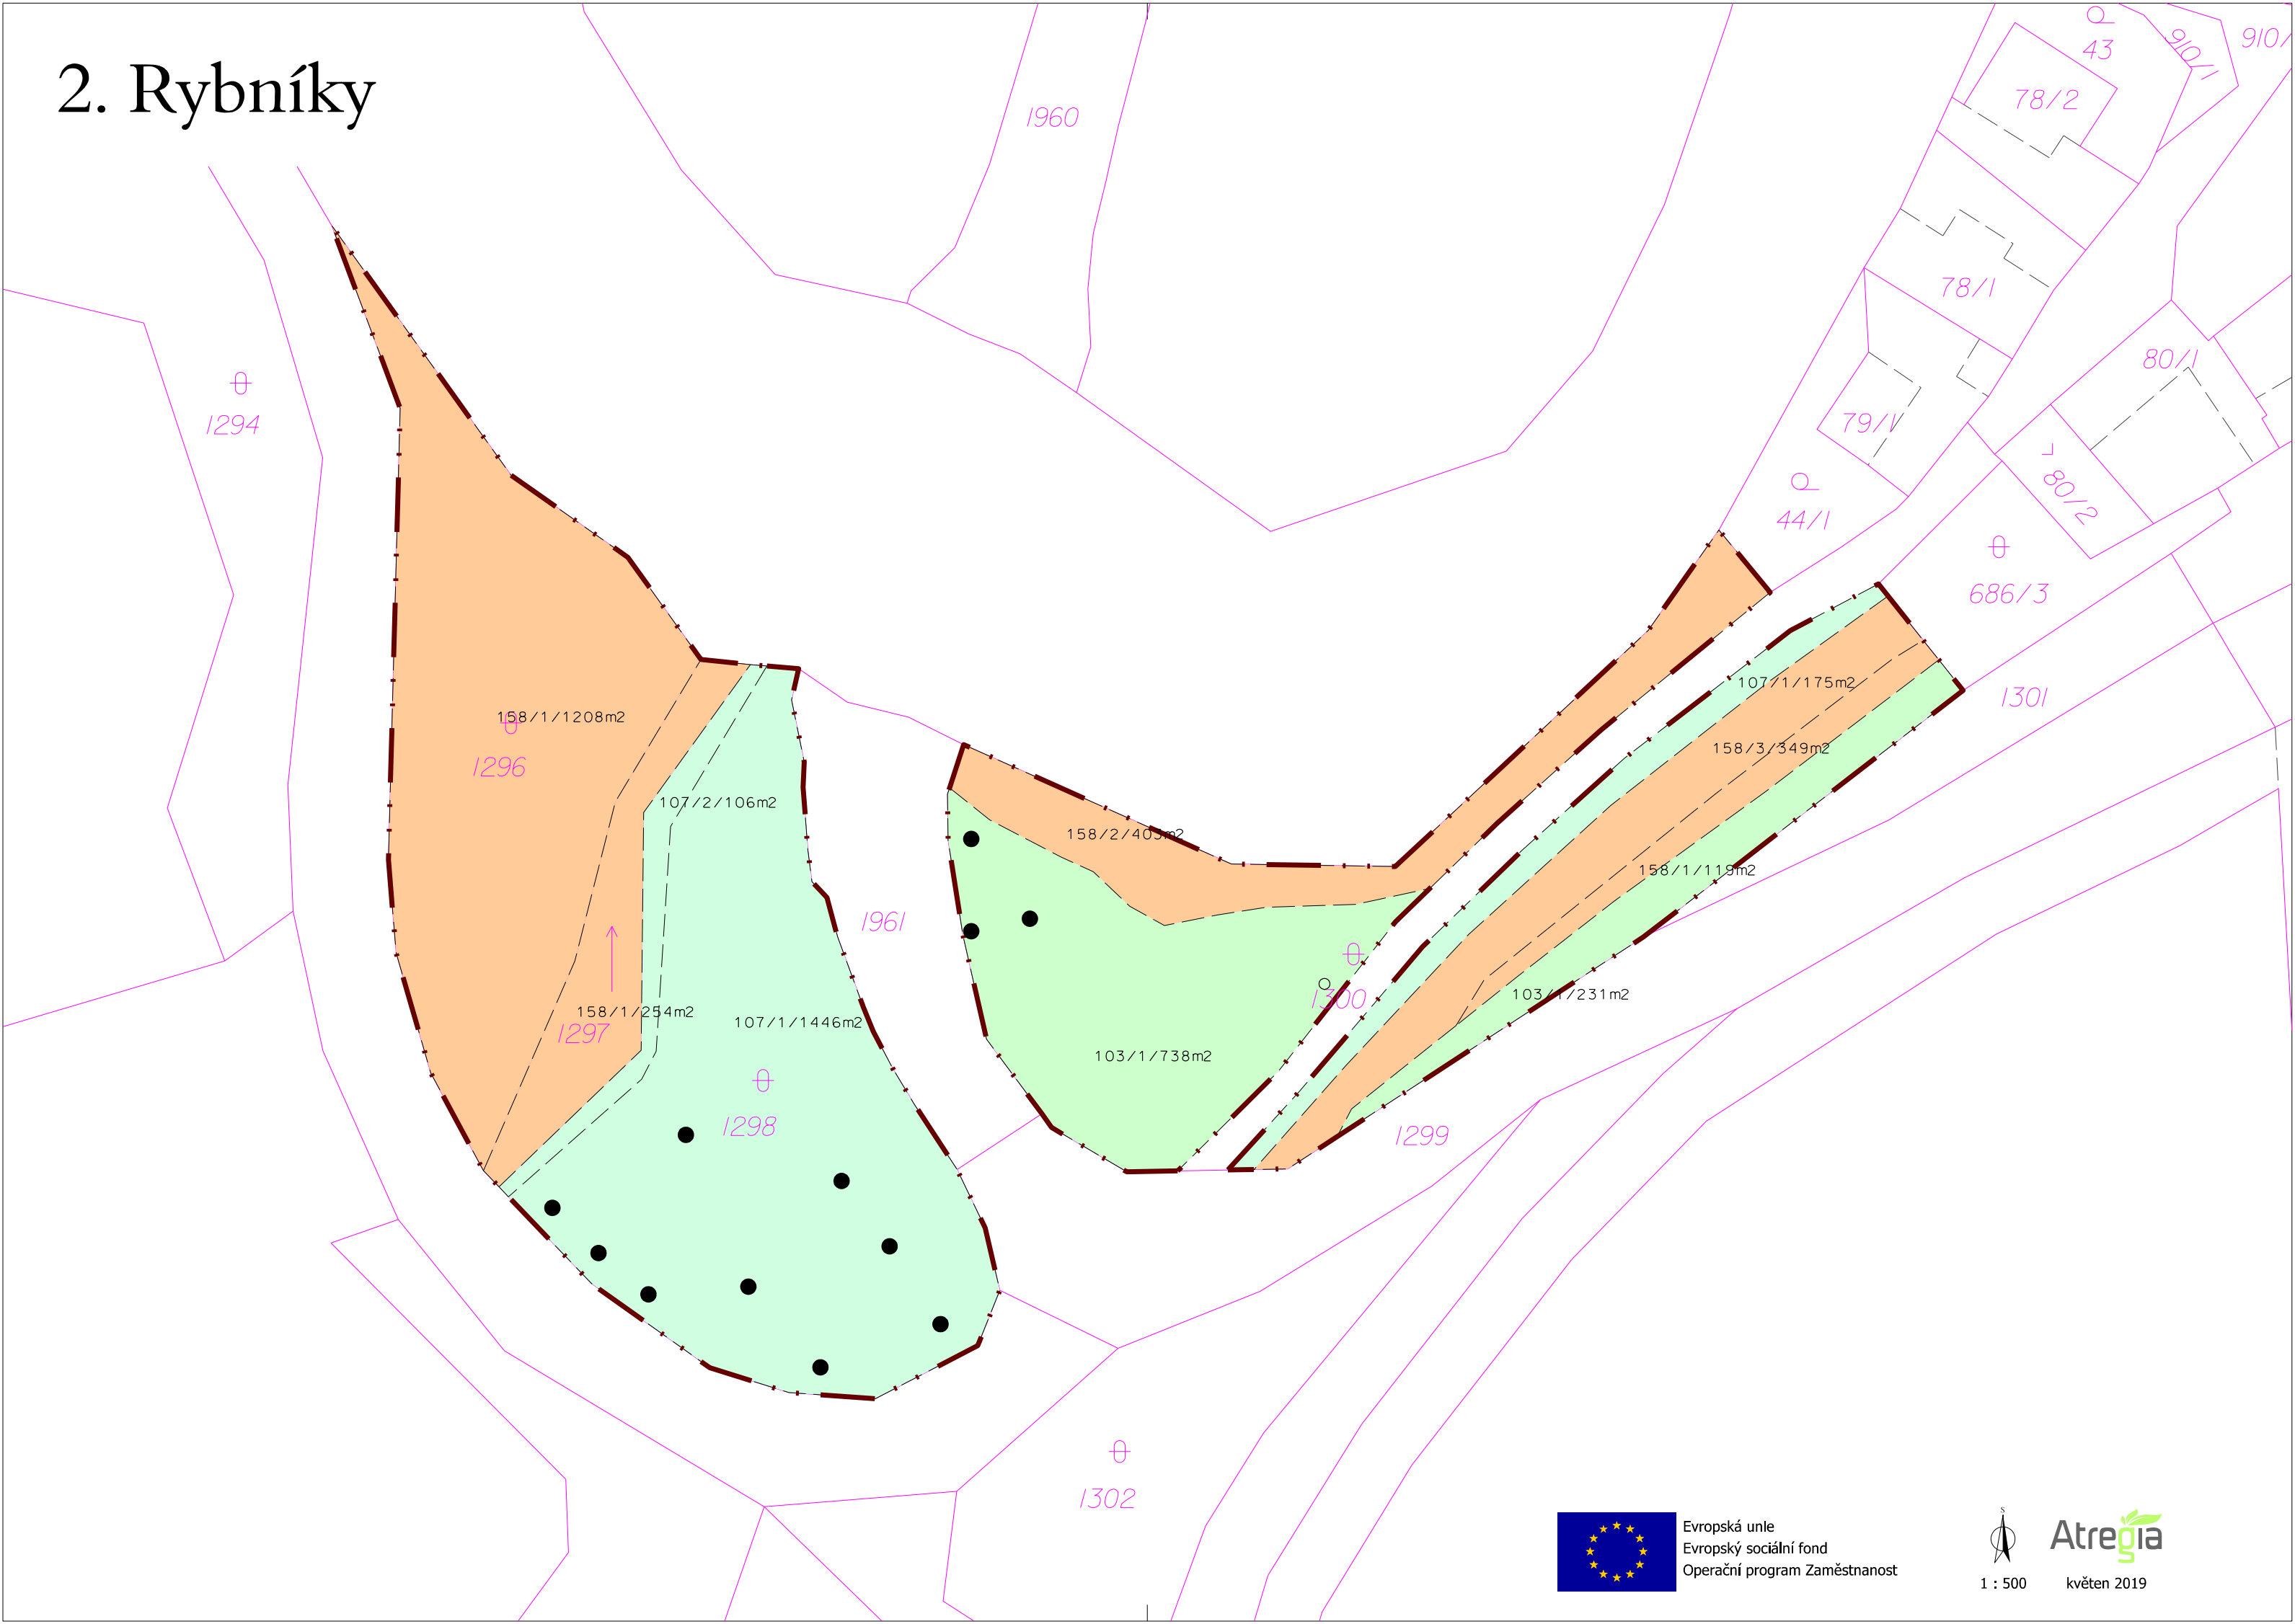 2. Rybníky
43
910/1
910/
78/2
1960
78/1
80/1
1294
79/1
80/2
44/1
686/3
107/1/175m2
1301
158/1/1208m2
158/3/349m2
1296
107/2/106m2
158/2/403m2
158/1/119m2
1961
103/1/231m2
1300
158/1/254m2
107/1/1446m2
1297
103/1/738m2
1298
1299
1302
Evropská unie
Evropský sociální fond
Operační program Zaměstnanost
S
1 : 500
Atregia
květen 2019